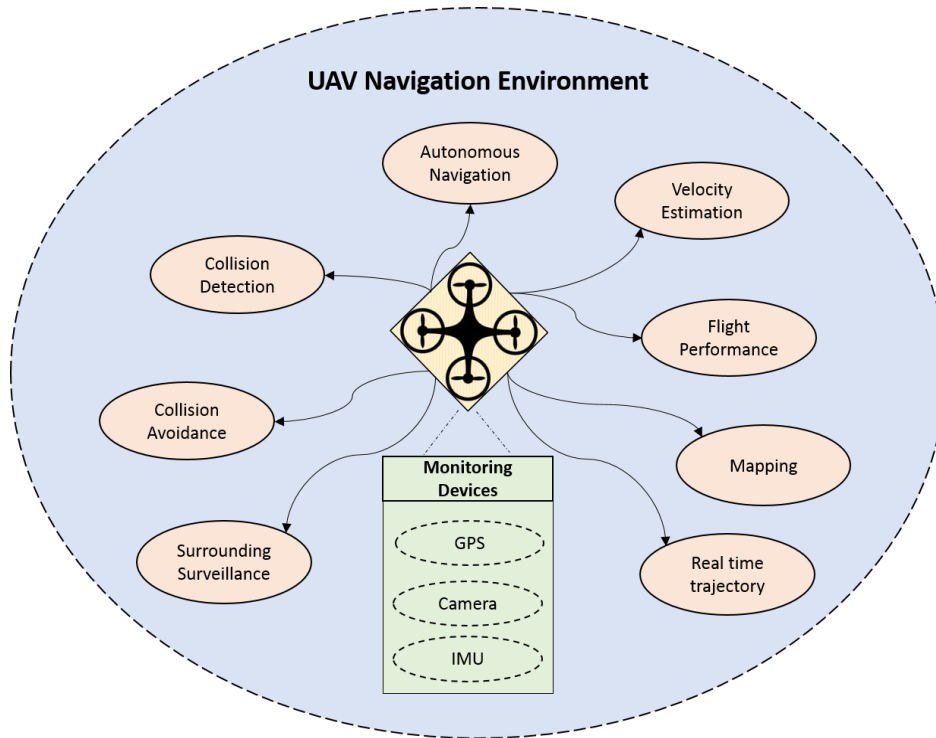 UAV Navigation Environment
Autonomous
Navigation
Velocity
Estimation
Collision
Detection
Flight
Performance
Collision
Avoidance
Mapping
Monitoring
Devices
GPS
Camera
IMU
Surrounding
Surveillance
Real time
trajectory